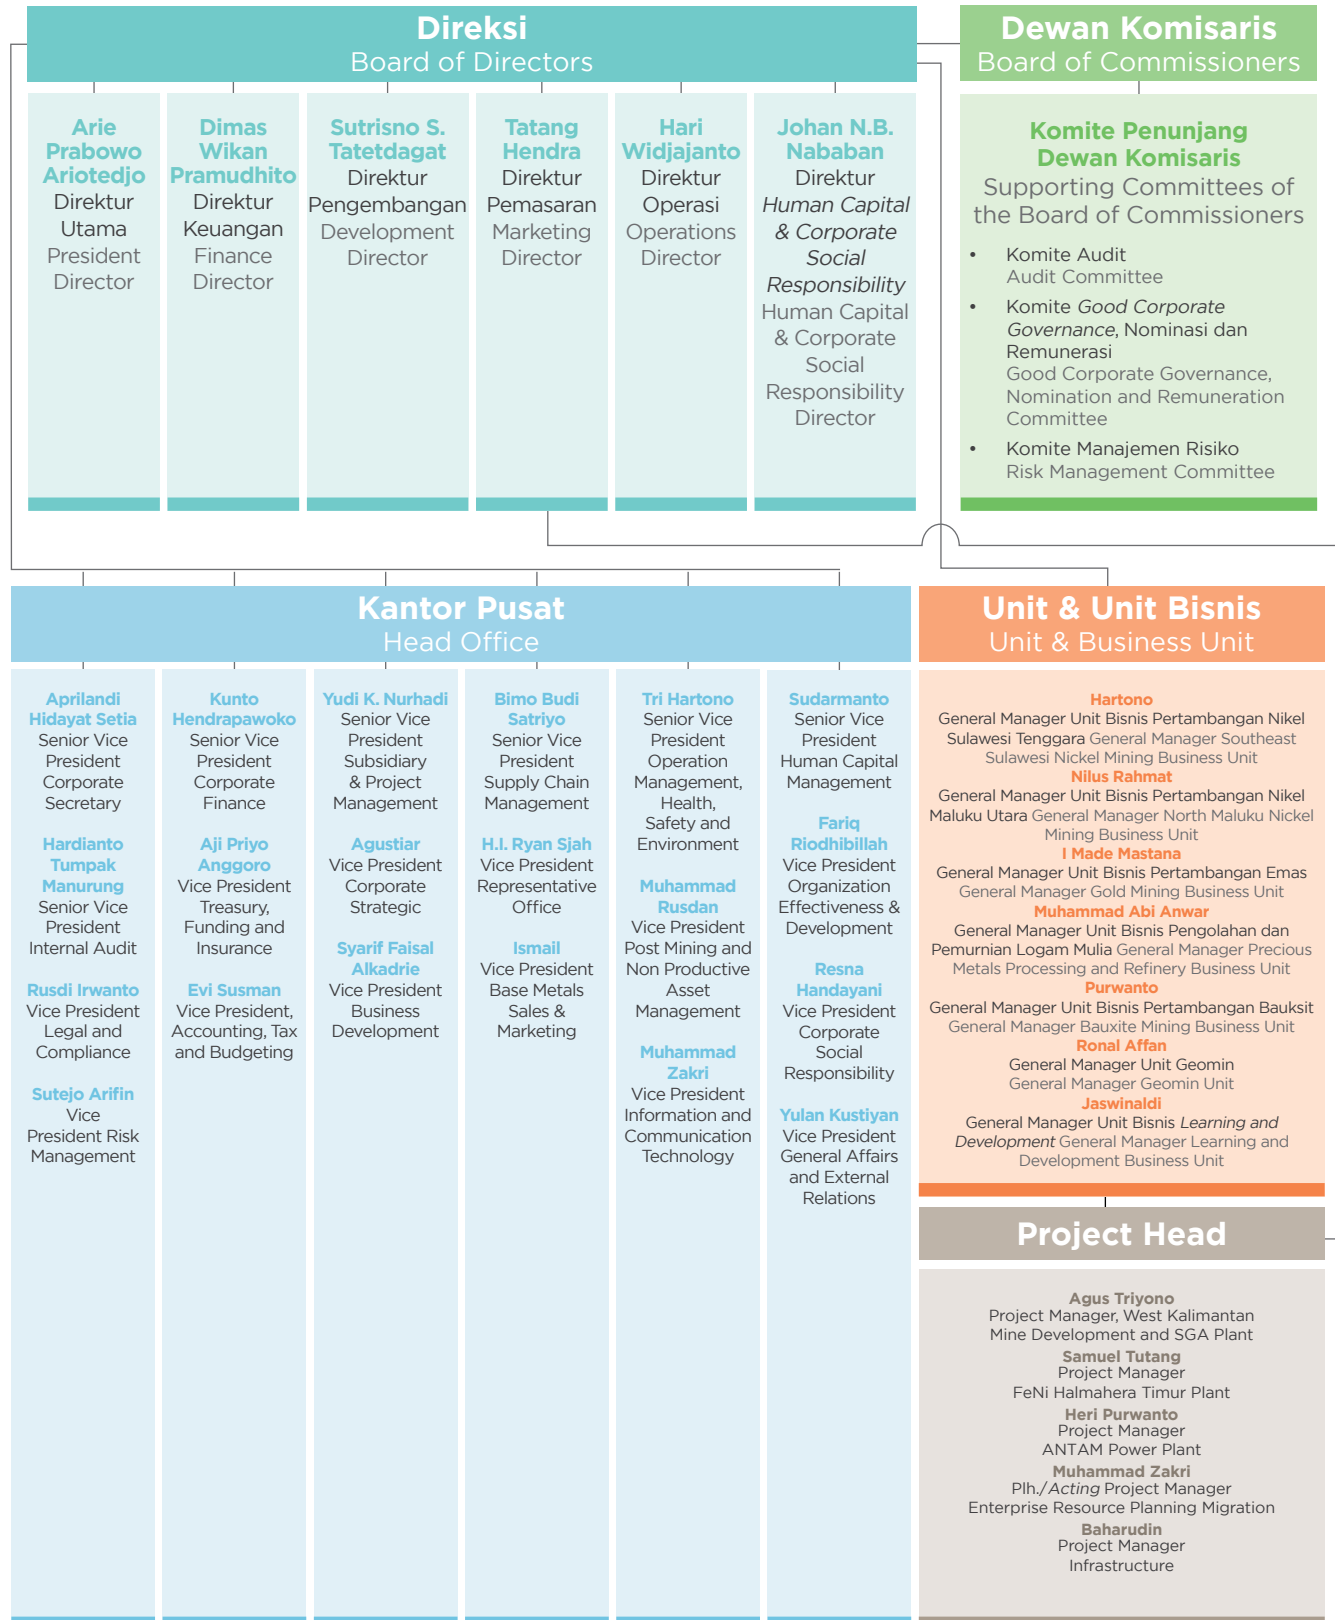 Direksi
Board of Directors
Arie
Prabowo
Ariotedjo
Direktur
Utama
President
Director
Dimas
Wikan
Pramudhito
Direktur
Keuangan
Finance
Director
Sutrisno S.
Tatetdagat
Direktur
Pengembangan
Development
Director
Tatang
Hendra
Direktur
Pemasaran
Marketing
Director
Hari
Widjajanto
Direktur
Operasi
Operations
Director
Johan N.B.
Nababan
Direktur
Human Capital
& Corporate
Social
Responsibility
Human Capital
& Corporate
Social
Responsibility
Director
Dewan Komisaris
Board of Commissioners
Komite Penunjang
Dewan Komisaris
Supporting Committees of
the Board of Commissioners
• Komite Audit
Audit Committee
• Komite Good Corporate
Governance, Nominasi dan
Remunerasi
Good Corporate Governance,
Nomination and Remuneration
Committee
• Komite Manajemen Risiko
Risk Management Committee
Kantor Pusat
Head Office
Aprilandi
Hidayat Setia
Senior Vice
President
Corporate
Secretary
Hardianto
Tumpak
Manurung
Senior Vice
President
Internal Audit
Rusdi Irwanto
Vice President
Legal and
Compliance
Sutejo Arifin
Vice
President Risk
Management
Kunto
Hendrapawoko
Senior Vice
President
Corporate
Finance
Aji Priyo
Anggoro
Vice President
Treasury,
Funding and
Insurance
Evi Susman
Vice President,
Accounting, Tax
and Budgeting
Yudi K. Nurhadi
Senior Vice
President
Subsidiary
& Project
Management
Agustiar
Vice President
Corporate
Strategic
Syarif Faisal
Alkadrie
Vice President
Business
Development
Bimo Budi
Satriyo
Senior Vice
President
Supply Chain
Management
H.I. Ryan Sjah
Vice President
Representative
Office
Ismail
Vice President
Base Metals
Sales &
Marketing
Tri Hartono
Senior Vice
President
Operation
Management,
Health,
Safety and
Environment
Muhammad
Rusdan
Vice President
Post Mining and
Non Productive
Asset
Management
Muhammad
Zakri
Vice President
Information and
Communication
Technology
Sudarmanto
Senior Vice
President
Human Capital
Management
Fariq
Riodhibillah
Vice President
Organization
Effectiveness &
Development
Resna
Handayani
Vice President
Corporate
Social
Responsibility
Yulan Kustiyan
Vice President
General Affairs
and External
Relations
Unit & Unit Bisnis
Unit & Business Unit
Hartono
General Manager Unit Bisnis Pertambangan Nikel
Sulawesi Tenggara General Manager Southeast
Sulawesi Nickel Mining Business Unit
Nilus Rahmat
General Manager Unit Bisnis Pertambangan Nikel
Maluku Utara General Manager North Maluku Nickel
Mining Business Unit
I Made Mastana
General Manager Unit Bisnis Pertambangan Emas
General Manager Gold Mining Business Unit
Muhammad Abi Anwar
General Manager Unit Bisnis Pengolahan dan
Pemurnian Logam Mulia General Manager Precious
Metals Processing and Refinery Business Unit
Purwanto
General Manager Unit Bisnis Pertambangan Bauksit
General Manager Bauxite Mining Business Unit
Ronal Affan
General Manager Unit Geomin
General Manager Geomin Unit
Jaswinaldi
General Manager Unit Bisnis Learning and
Development General Manager Learning and
Development Business Unit
Project Head
Agus Triyono
Project Manager, West Kalimantan
Mine Development and SGA Plant
Samuel Tutang
Project Manager
FeNi Halmahera Timur Plant
Heri Purwanto
Project Manager
ANTAM Power Plant
Muhammad Zakri
Plh./Acting Project Manager
Enterprise Resource Planning Migration
Baharudin
Project Manager
Infrastructure